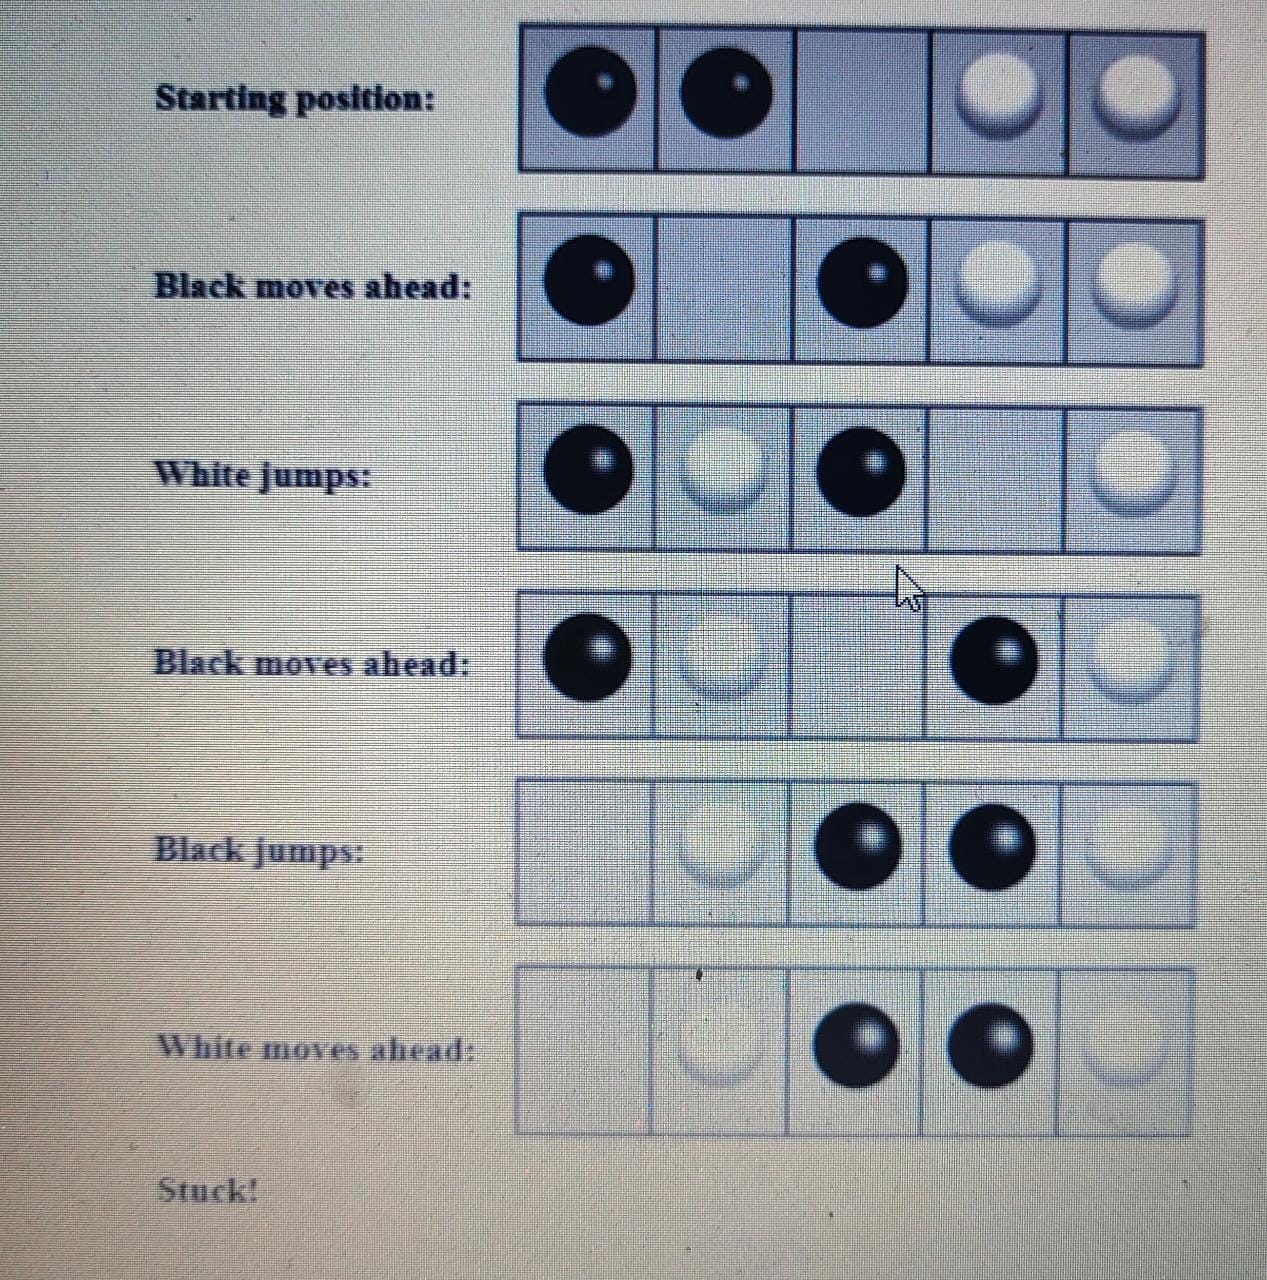 Starting position:
Black moves ahead:
White jumps:
Black moves ahead:
Black jumps:
White moves ahead:
Stuck!